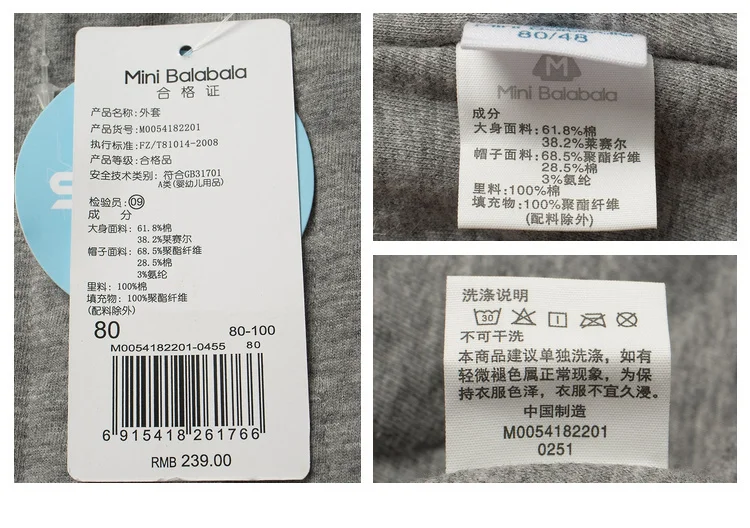 Mini Balabala
合格证
产品名称:外套
产品货号:M0054182201
执行标准:FZ/T81014-2008
产品等级:合格品
安全技术类别: 符合GB31701
A类(婴幼儿用品)
检验员:09
成 分
大身面料: 61.8%棉
38.2%莱赛尔
帽子面料: 68.5%聚酯纤维
28.5%棉
3%氨纶
里料: 100%棉
填充物: 100%聚酯纤维
(配料除外)
80 80-100
M0054182201-0455 80
6 915418 261766
RMB 239.00
80/48
M
Mini Balabala
成分
大身面料:61.8%棉
38.2%莱赛尔
帽子面料:68.5%聚酯纤维
28.5%棉
3%氨纶
里料:100%棉
填充物:100%聚酯纤维
(配料除外)
洗涤说明
30
不可干洗
本商品建议单独洗涤，如有
轻微褪色属正常现象，为保
持衣服色泽，衣服不宜久浸。
中国制造
M0054182201
0251